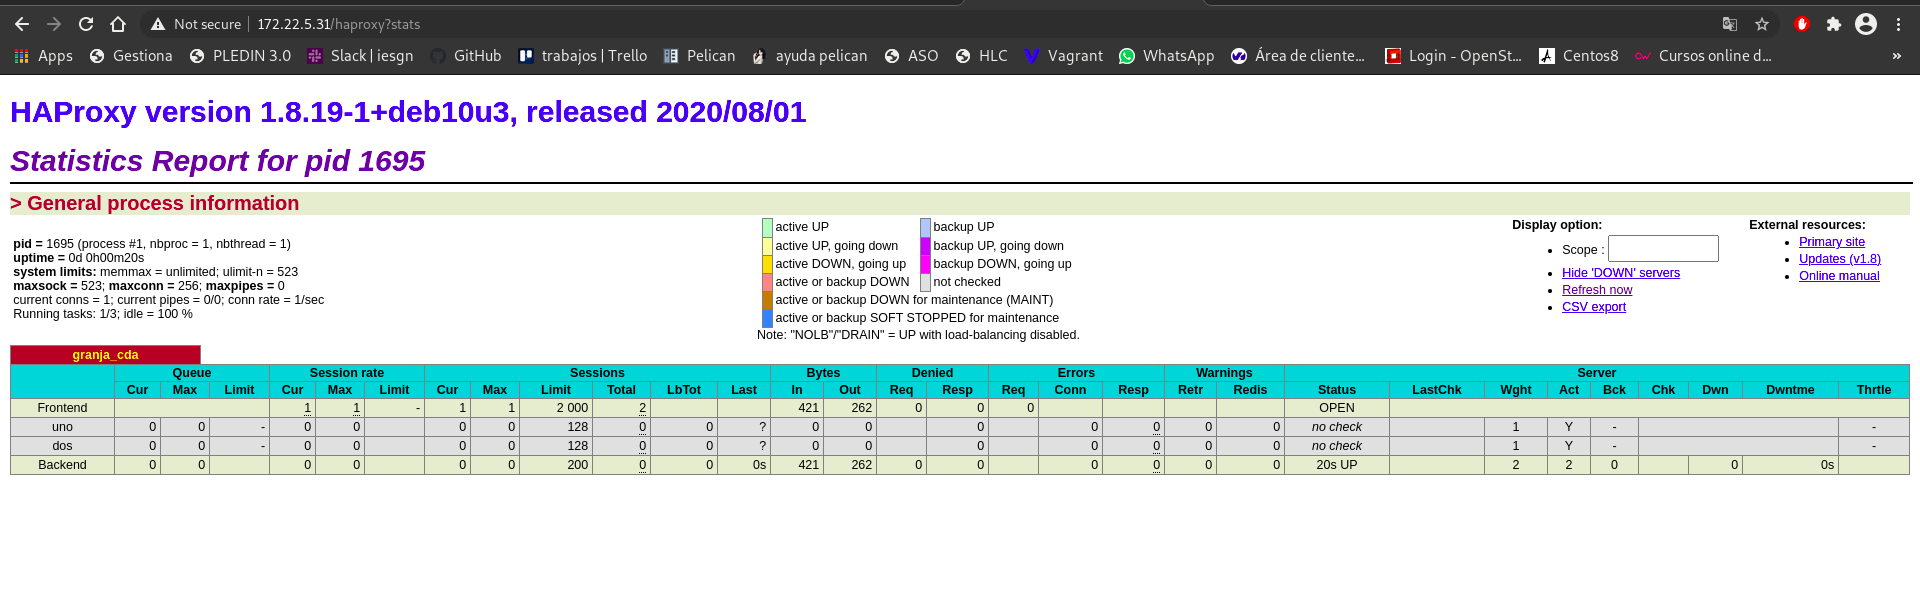 Not secure | 172.22.5.31/haproxy?stats
Apps Gestiona PLEDIN 3.0 Slack | iesgn GitHub trabajos | Trello Pelican ayuda pelican ASO HLC Vagrant WhatsApp Área de cliente... Login - OpenSt... Centos8 Cursos online d... »
HAProxy version 1.8.19-1+deb10u3, released 2020/08/01
Statistics Report for pid 1695
> General process information
pid = 1695 (process #1, nbproc = 1, nbthread = 1)
uptime = 0d 0h00m20s
system limits: memmax = unlimited; ulimit-n = 523
maxsock = 523; maxconn = 256; maxpipes = 0
current conns = 1; current pipes = 0/0; conn rate = 1/sec
Running tasks: 1/3; idle = 100 %
active UP backup UP
active UP, going down backup UP, going down
active DOWN, going up backup DOWN, going up
active or backup DOWN not checked
active or backup DOWN for maintenance (MAINT)
active or backup SOFT STOPPED for maintenance
Note: "NOLB"/"DRAIN" = UP with load-balancing disabled.
Display option:
Scope :
Hide 'DOWN' servers
Refresh now
CSV export
External resources:
Primary site
Updates (v1.8)
Online manual
granja_cda
Queue Session rate Sessions Bytes Denied Errors Warnings Server
Cur Max Limit Cur Max Limit Cur Max Limit Total LbTot Last In Out Req Resp Req Conn Resp Retr Redis Status LastChk Wght Act Bck Chk Dwn Dwntme Thrtle
Frontend 1 1 - 1 1 2 000 2 421 262 0 0 0 OPEN
uno 0 0 - 0 0 0 0 128 0 0 ? 0 0 0 0 0 0 0 no check 1 Y - -
dos 0 0 - 0 0 0 0 128 0 0 ? 0 0 0 0 0 0 0 no check 1 Y - -
Backend 0 0 0 0 0 0 200 0 0 0s 421 262 0 0 0 0 0 0 20s UP 2 2 0 0 0s